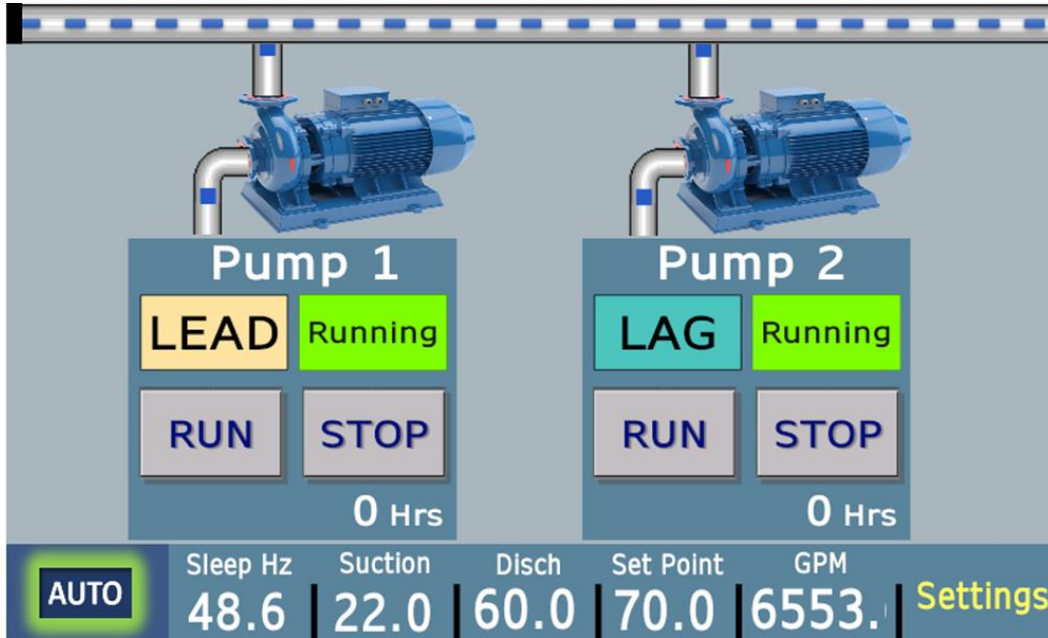 Pump 1
LEAD Running
RUN STOP
0 Hrs
Pump 2
LAG Running
RUN STOP
0 Hrs
AUTO
Sleep Hz
48.6
Suction
22.0
Disch
60.0
Set Point
70.0
GPM
6553.
Settings